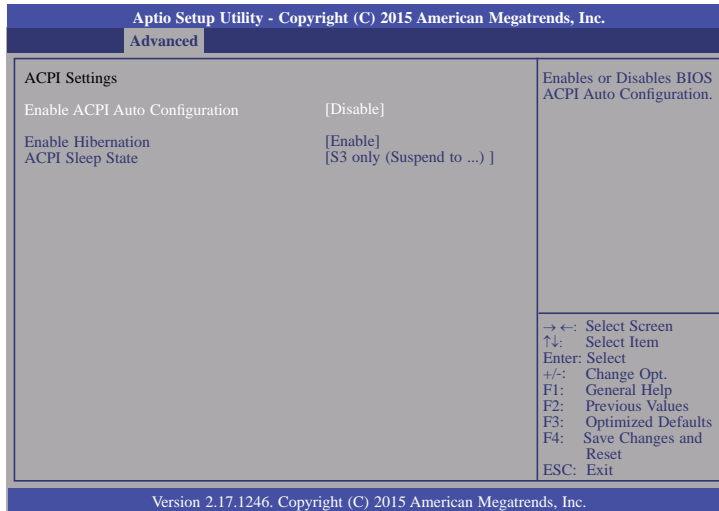 Aptio Setup Utility - Copyright (C) 2015 American Megatrends, Inc.
Advanced
ACPI Settings
Enable ACPI Auto Configuration [Disable]
Enable Hibernation [Enable]
ACPI Sleep State [S3 only (Suspend to ...) ]
Enables or Disables BIOS
ACPI Auto Configuration.
→ ←: Select Screen
↑↓: Select Item
Enter: Select
+/-: Change Opt.
F1: General Help
F2: Previous Values
F3: Optimized Defaults
F4: Save Changes and
Reset
ESC: Exit
Version 2.17.1246. Copyright (C) 2015 American Megatrends, Inc.